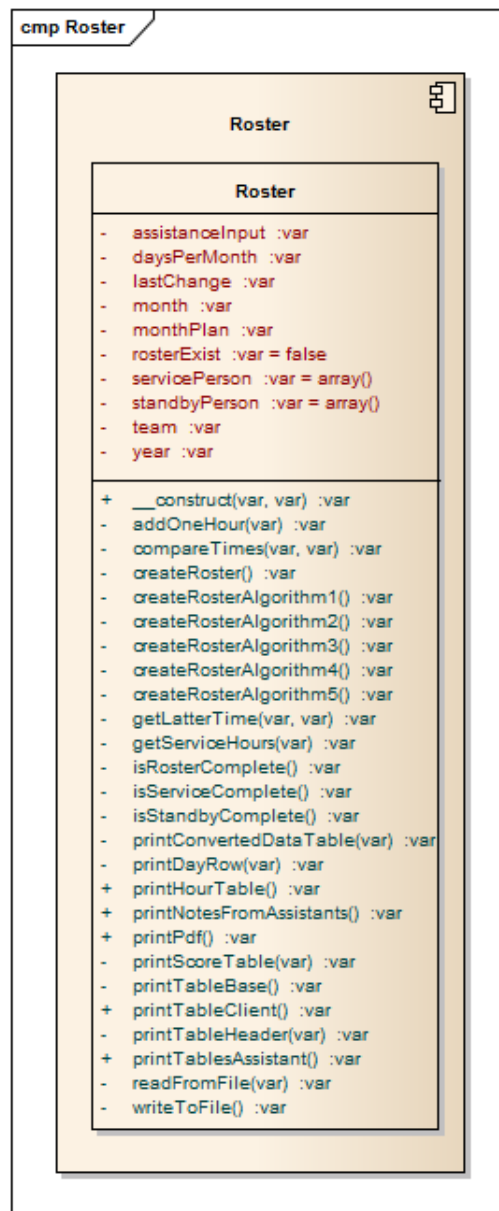 cmp Roster
Roster
Roster
- assistanceInput :var
- daysPerMonth :var
- lastChange :var
- month :var
- monthPlan :var
- rosterExist :var = false
- servicePerson :var = array()
- standbyPerson :var = array()
- team :var
- year :var
+ __construct(var, var) :var
- addOneHour(var) :var
- compareTimes(var, var) :var
- createRoster() :var
- createRosterAlgorithm1() :var
- createRosterAlgorithm2() :var
- createRosterAlgorithm3() :var
- createRosterAlgorithm4() :var
- createRosterAlgorithm5() :var
- getLatterTime(var, var) :var
- getServiceHours(var) :var
- isRosterComplete() :var
- isServiceComplete() :var
- isStandbyComplete() :var
- printConvertedDataTable(var) :var
- printDayRow(var) :var
+ printHourTable() :var
+ printNotesFromAssistants() :var
+ printPdf() :var
- printScoreTable(var) :var
- printTableBase() :var
+ printTableClient() :var
- printTableHeader(var) :var
+ printTablesAssistant() :var
- readFromFile(var) :var
- writeToFile() :var